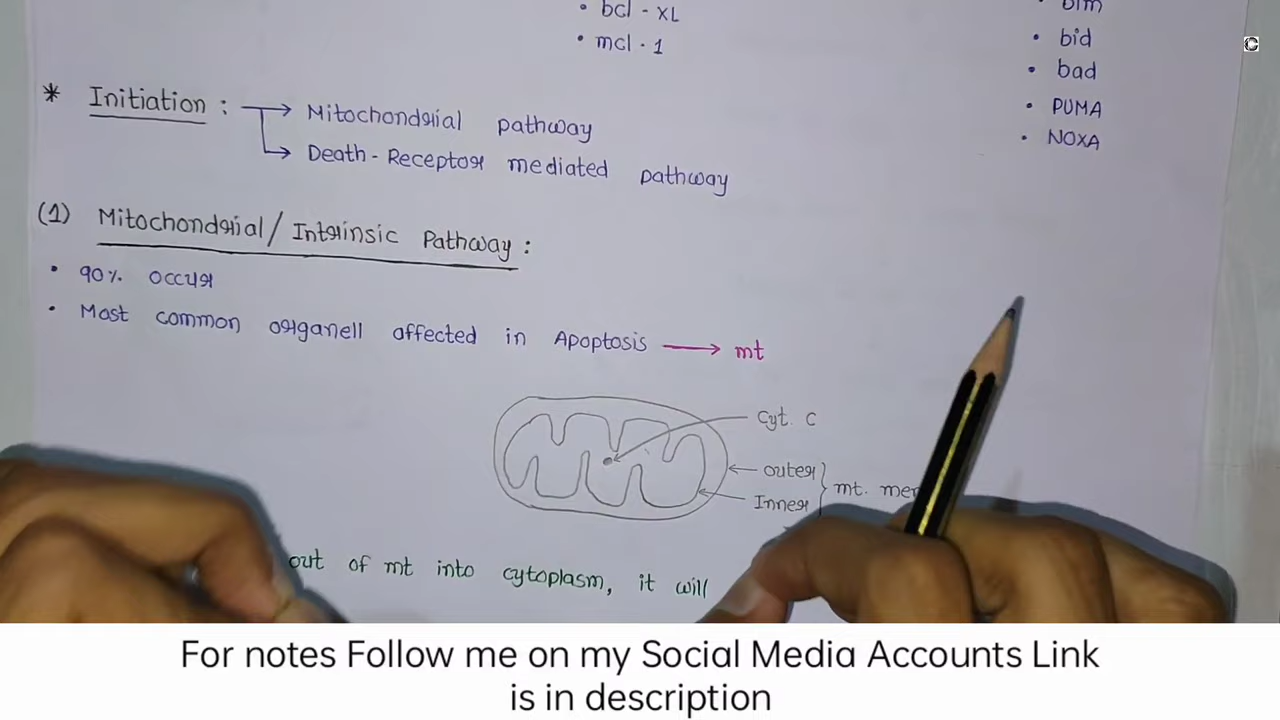 • bcl - XL
• mcl - 1
• bim
• bid
• bad
• PUMA
• NOXA
* Initiation : → Mitochondrial pathway
→ Death - Receptor mediated pathway
(1) Mitochondrial / Intrinsic Pathway :
• 90% occur
• Most common organell affected in Apoptosis → mt
Cyt. C
outer
Inner
mt. mem
out of mt into cytoplasm, it will
For notes Follow me on my Social Media Accounts Link
is in description